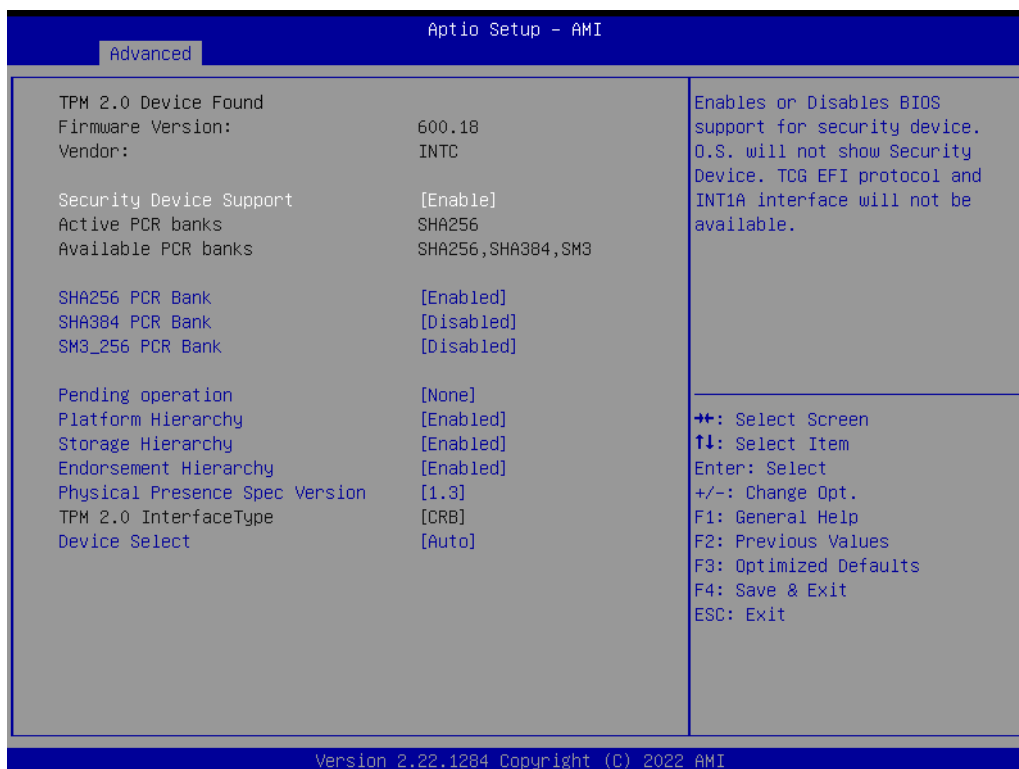 Aptio Setup – AMI
Advanced
TPM 2.0 Device Found
Firmware Version: 600.18
Vendor: INTC
Security Device Support [Enable]
Active PCR banks SHA256
Available PCR banks SHA256,SHA384,SM3
SHA256 PCR Bank [Enabled]
SHA384 PCR Bank [Disabled]
SM3_256 PCR Bank [Disabled]
Pending operation [None]
Platform Hierarchy [Enabled]
Storage Hierarchy [Enabled]
Endorsement Hierarchy [Enabled]
Physical Presence Spec Version [1.3]
TPM 2.0 InterfaceType [CRB]
Device Select [Auto]
Enables or Disables BIOS
support for security device.
O.S. will not show Security
Device. TCG EFI protocol and
INT1A interface will not be
available.
→←: Select Screen
↑↓: Select Item
Enter: Select
+/-: Change Opt.
F1: General Help
F2: Previous Values
F3: Optimized Defaults
F4: Save & Exit
ESC: Exit
Version 2.22.1284 Copyright (C) 2022 AMI